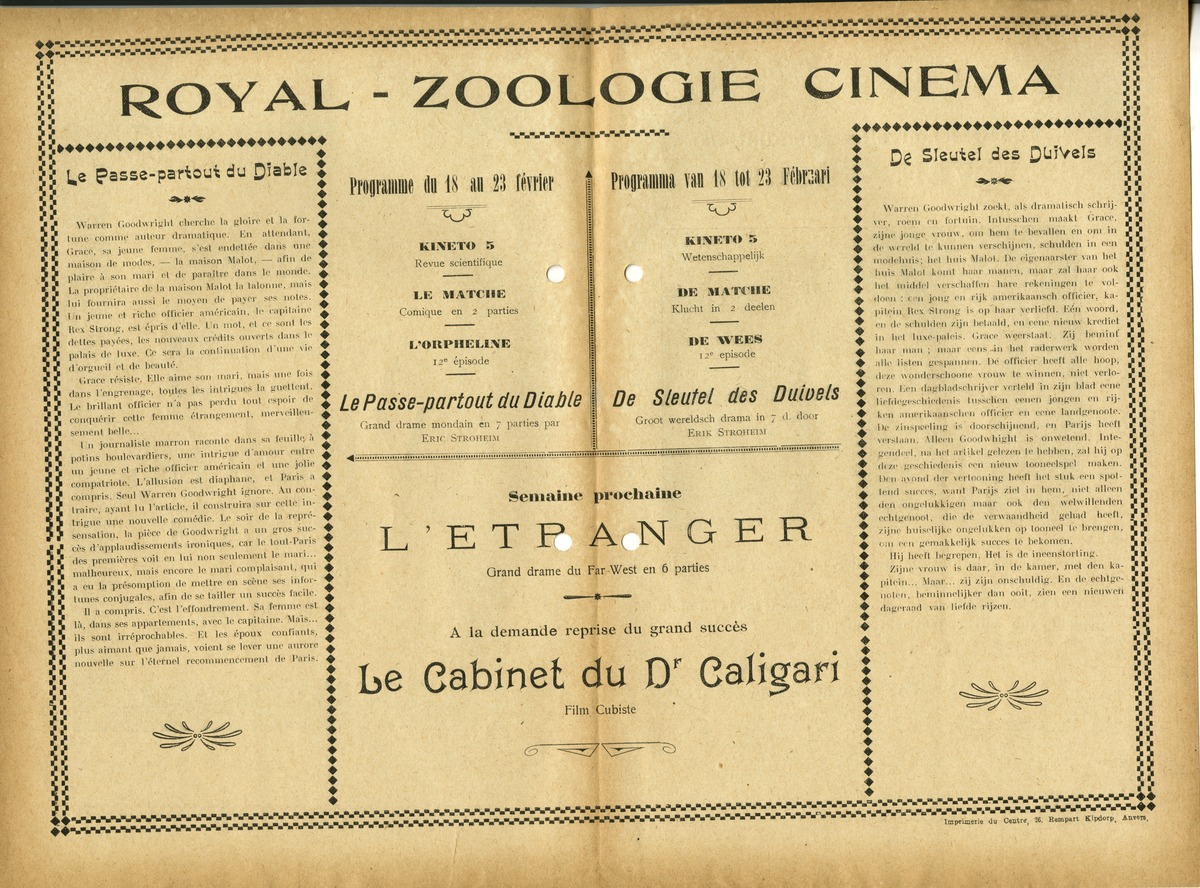 ROYAL - ZOOLOGIE CINEMA
Le Passe-partout du Diable
Warren Goodwright cherche la gloire et la for-
tune comme auteur dramatique. En attendant,
Grace, sa jeune femme, s'est endettée dans une
maison de modes, — la maison Malot, — afin de
plaire à son mari et de paraître dans le monde.
La propriétaire de la maison Malot la talonne, mais
lui fournira aussi le moyen de payer ses notes.
Un jeune et riche officier américain, le capitaine
Rex Strong, est épris d'elle. Un mot, et ce sont les
dettes payées, les nouveaux crédits ouverts dans le
palais de luxe. Ce sera la continuation d'une vie
d'orgueil et de beauté.
Grace résiste, Elle aime son mari, mais une fois
dans l'engrenage, toutes les intrigues la guettent.
Le brillant officier n'a pas perdu tout espoir de
conquérir cette femme étrangement, merveilleu-
sement belle...
Un journaliste marron raconte dans sa feuille à
potins boulevardiers, une intrigue d'amour entre
un jeune et riche officier américain et une jolie
compatriote. L'allusion est diaphane, et Paris a
compris. Seul Warren Goodwright ignore. Au con-
traire, ayant lu l'article, il construira sur cette in-
trigue une nouvelle comédie. Le soir de la repré-
sensation, la pièce de Goodwright a un gros suc-
cès d'applaudissements ironiques, car le tout-Paris
des premières voit en lui non seulement le mari...
malheureux, mais encore le mari complaisant, qui
a eu la présomption de mettre en scène ses infor-
tunes conjugales, afin de se tailler un succès facile.
Il a compris. C'est l'effondrement. Sa femme est
là, dans ses appartements, avec le capitaine. Mais...
ils sont irréprochables. Et les époux confiants,
plus aimant que jamais, voient se lever une aurore
nouvelle sur l'éternel recommencement de Paris.
Programme du 18 au 23 février
KINETO 5
Revue scientifique
LE MATCHE
Comique en 2 parties
L'ORPHELINE
12e épisode
Le Passe-partout du Diable
Grand drame mondain en 7 parties par
ERIC STROHEIM
Programma van 18 tot 23 Februari
KINETO 5
Wetenschappelijk
DE MATCHE
Klucht in 2 deelen
DE WEES
12e episode
De Sleutel des Duivels
Groot wereldsch drama in 7 d. door
ERIK STROHEIM
Semaine prochaine
L'ETRANGER
Grand drame du Far-West en 6 parties
A la demande reprise du grand succès
Le Cabinet du Dr Caligari
Film Cubiste
De Sleutel des Duivels
Warren Goodwright zoekt, als dramatisch schrij-
ver, roem en fortuin. Intusschen maakt Grace,
zijne jonge vrouw, om hem te bevallen en om in
de wereld te kunnen verschijnen, schulden in een
modehuis; het huis Malot. De eigenaarster van het
huis Malot komt haar manen, maar zal haar ook
het middel verschaffen hare rekeningen te vol-
doen : een jong en rijk amerikaansch officier, ka-
pitein Rex Strong is op haar verliefd. Eén woord,
en de schulden zijn betaald, en eene nieuw krediet
in het luxe-paleis. Grace weerstaat. Zij bemint
haar man ; maar eens in het raderwerk worden
alle listen gespannen. De officier heeft alle hoop,
deze wonderschoone vrouw te winnen, niet verlo-
ren. Een dagbladschrijver verteld in zijn blad eene
liefdegeschiedenis tusschen eenen jongen en rij-
ken amerikaanschen officier en eene landgenoote.
De zinspeling is doorschijnend, en Parijs heeft
verstaan. Alleen Goodwhight is onwetend. Inte-
gendeel, na het artikel gelezen te hebben, zal hij op
deze geschiedenis een nieuw tooneelspel maken.
Den avond der vertooning heeft het stuk een spot-
tend succes, want Parijs ziet in hem, niet alleen
den ongelukkigen maar ook den welwillenden
echtgenoot, die de verwaandheid gehad heeft,
zijne huiselijke ongelukken op tooneel te brengen,
om een gemakkelijk succes te bekomen.
Hij heeft begrepen. Het is de ineenstorting.
Zijne vrouw is daar, in de kamer, met den ka-
pitein... Maar... zij zijn onschuldig. En de echtge-
noten, beminnelijker dan ooit, zien een nieuwen
dageraad van liefde rijzen.
Imprimerie du Centre, 26, Rempart Kipdorp, Anvers.